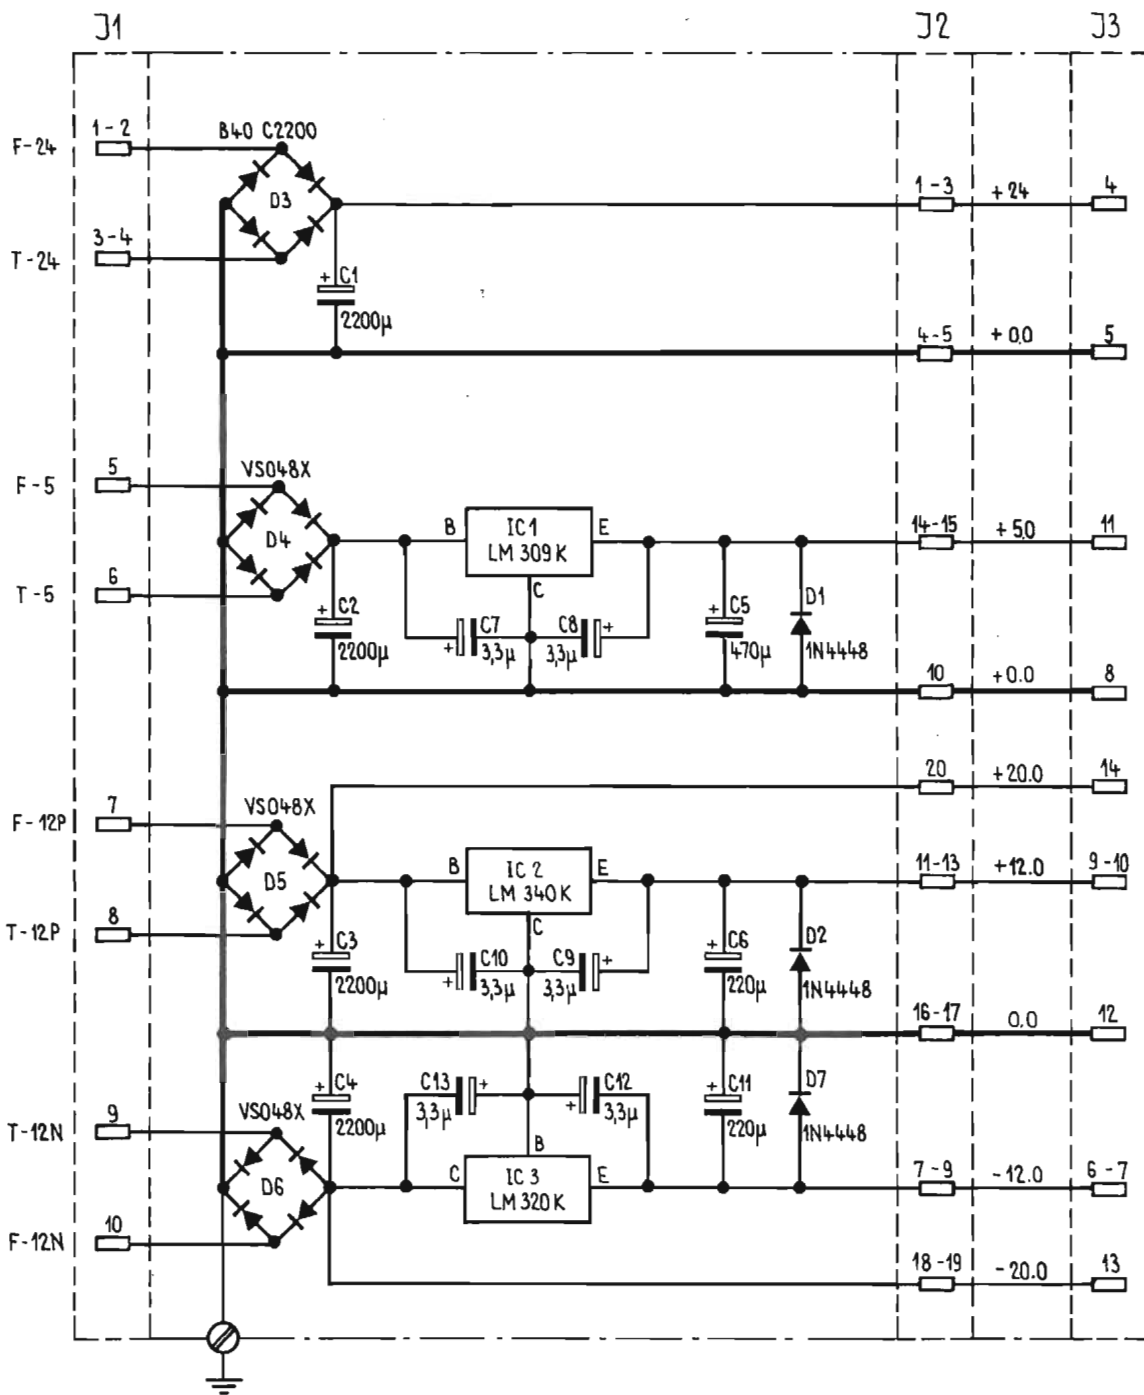 J1 J2 J3
F-24 1-2 B40 C2200
D3 1-3 +24 4
T-24 3-4
+ C1
2200μ
4-5 +0.0 5
F-5 5 VS048X
D4 B IC1 E 14-15 +5.0 11
LM 309K
T-5 6 C
+ C2 C7 C8 + + C5 D1
2200μ + 3,3μ 3,3μ 470μ 1N4448
10 +0.0 8
20 +20.0 14
F-12P 7 VS048X
D5 B IC 2 E 11-13 +12.0 9-10
LM 340K
T-12P 8 C
+ C3 C10 C9 + + C6 D2
2200μ + 3,3μ 3,3μ 220μ 1N4448
16-17 0.0 12
+ C4 C13 + C12 + C11 D7
2200μ 3,3μ + 3,3μ 220μ 1N4448
T-12N 9 VS048X
B
D6 C IC 3 E 7-9 -12.0 6-7
LM 320K
F-12N 10
18-19 -20.0 13